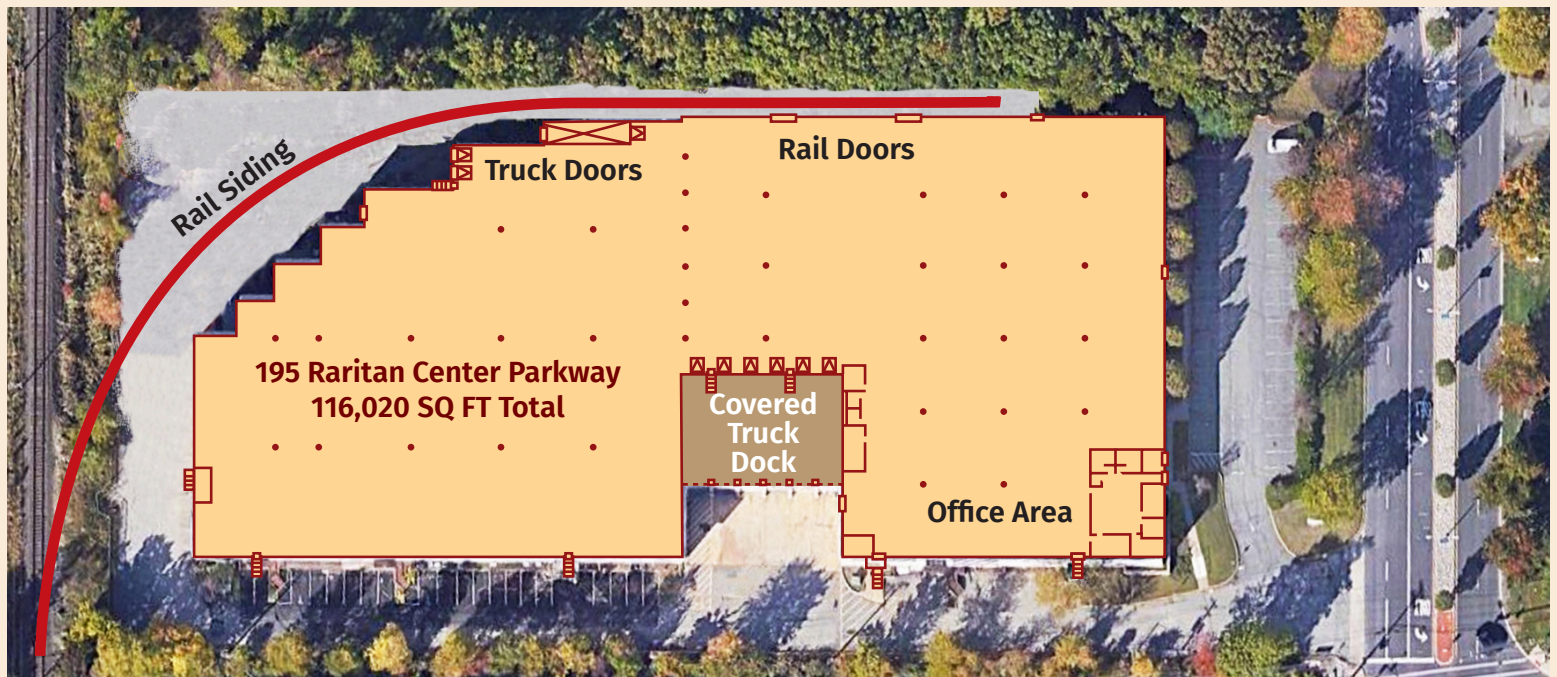 Rail Siding
Truck Doors
Rail Doors
195 Raritan Center Parkway
116,020 SQ FT Total
Covered
Truck
Dock
Office Area